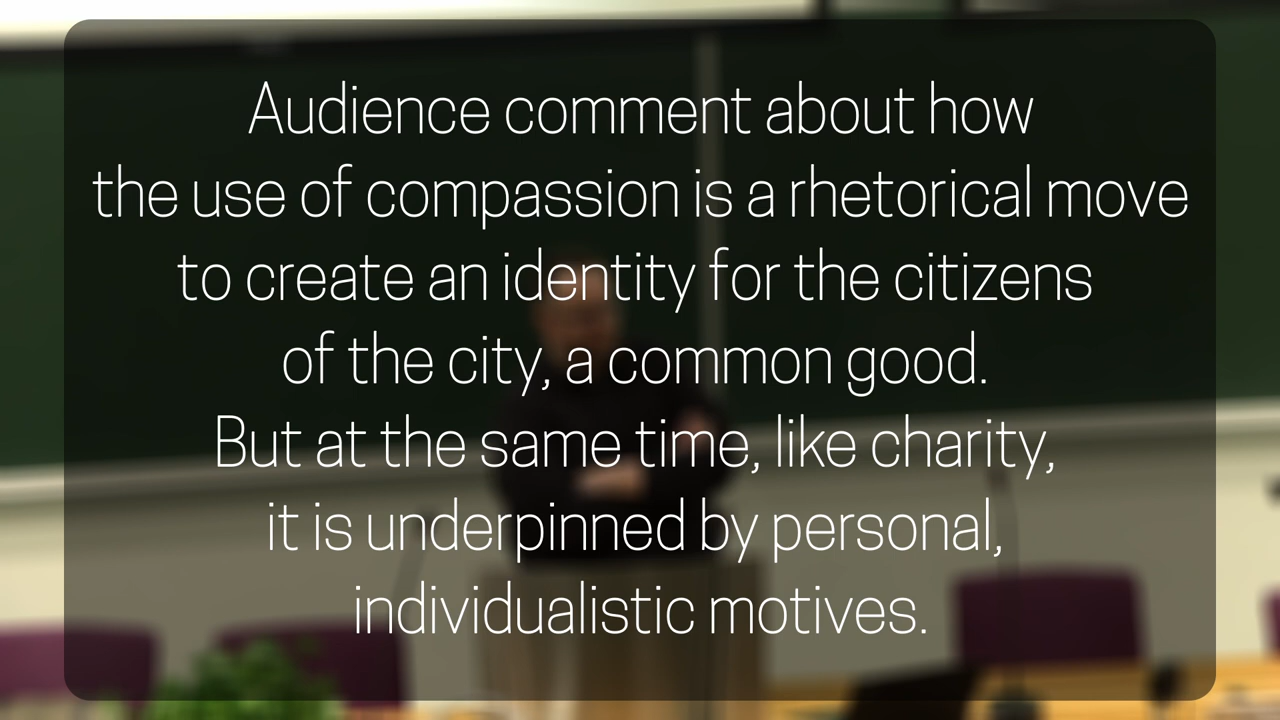 Audience comment about how
the use of compassion is a rhetorical move
to create an identity for the citizens
of the city, a common good.
But at the same time, like charity,
it is underpinned by personal,
individualistic motives.